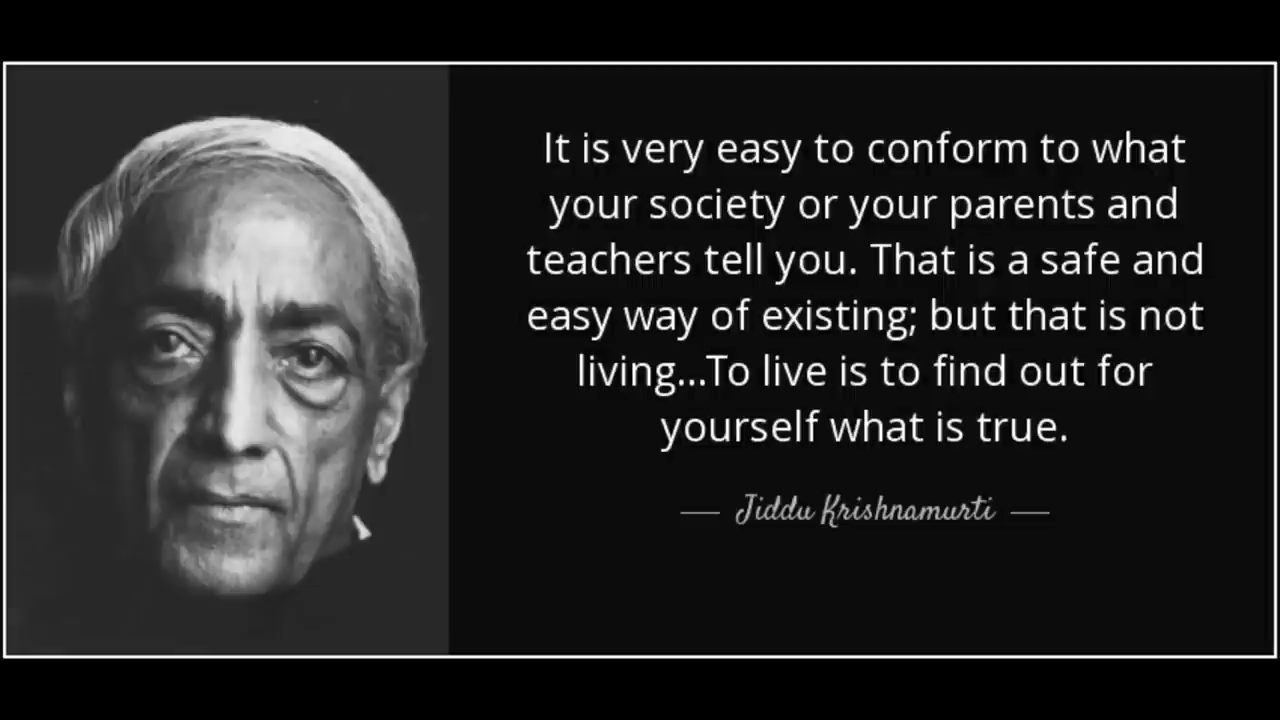 It is very easy to conform to what
your society or your parents and
teachers tell you. That is a safe and
easy way of existing; but that is not
living...To live is to find out for
yourself what is true.
Jiddu Krishnamurti